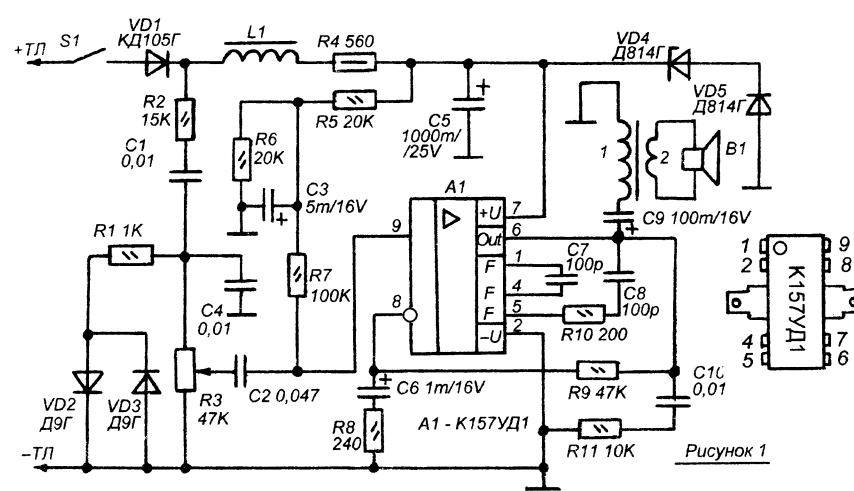 S1
VD1
КД105Г
L1
R4 560
VD4
Д814Г
+ТЛ
VD5
Д814Г
R2
15K
R5 20K
+
C5
1000m/
/25V
R6
20K
C1
0,01
1
2
B1
C3
5m/16V
+
A1
+U
7
C9 100m/16V
+
R1 1K
9
Out
6
F
1
C7
100p
F
4
C8
100p
F
5
R10 200
-U
2
R7
100K
8
C4
0,01
1
2
4
5
К157УД1
9
8
7
6
VD2
Д9Г
VD3
Д9Г
R3
47K
C2 0,047
+
C6 1m/16V
R9 47K
C10
0,01
R8
240
A1 - К157УД1
R11 10K
Рисунок 1
-ТЛ